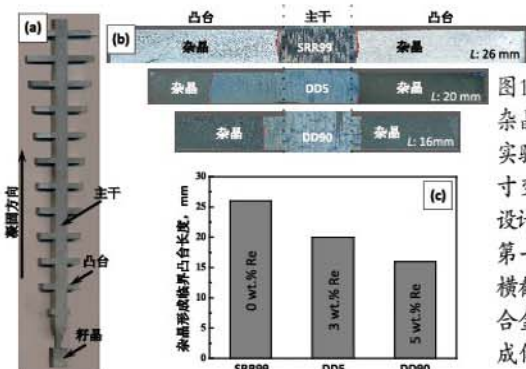 (a)
凝固方向
主干
凸台
籽晶
(b)
凸台 主干 凸台
杂晶 SRR99 杂晶
L: 26 mm
杂晶 DD5 杂晶
L: 20 mm
杂晶 DD90 杂晶
L: 16mm
(c)
杂晶形成临界凸台长度, mm
30
25
20
15
10
5
0
0 wt.% Re
3 wt.% Re
5 wt.% Re
SRR99 DD5 DD90
图1
杂晶
实验
寸变
设计
第一
横截
合金
成值